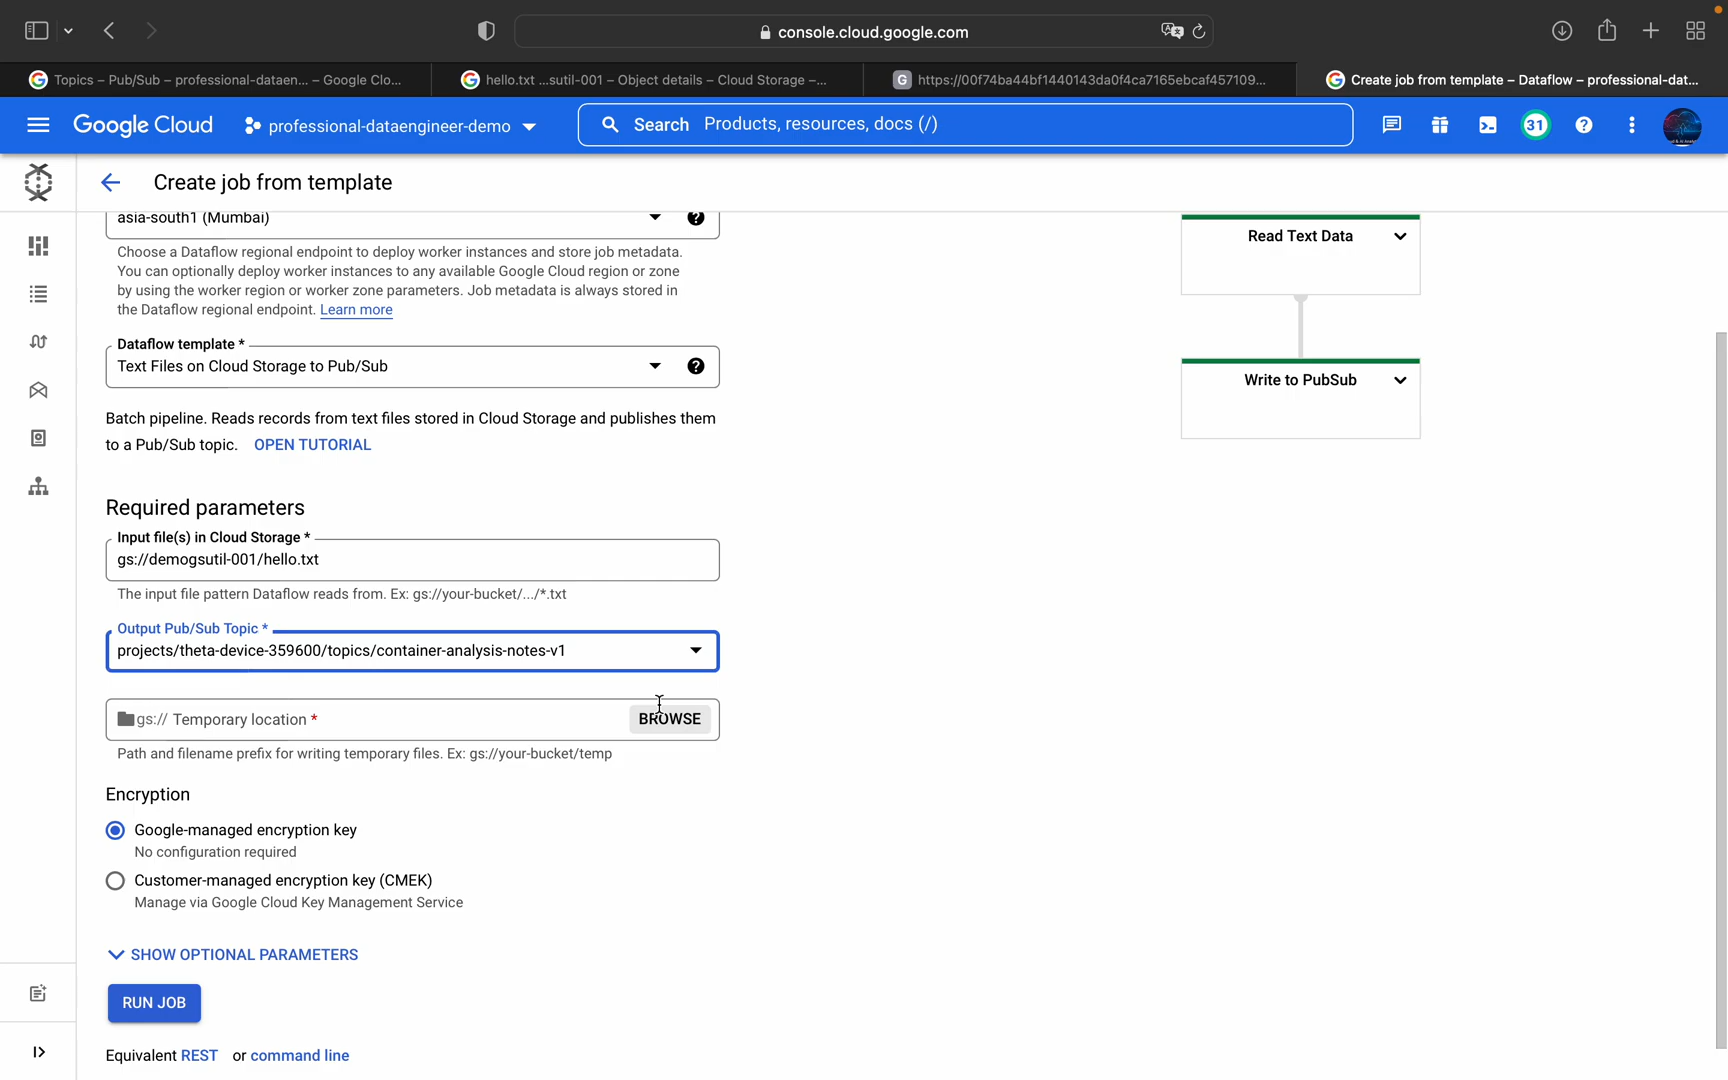 console.cloud.google.com
Topics – Pub/Sub – professional-dataen... – Google Clo...
hello.txt ...sutil-001 – Object details – Cloud Storage –...
G https://00f74ba44bf1440143da0f4ca7165ebcaf457109...
Create job from template – Dataflow – professional-dat...
Google Cloud
professional-dataengineer-demo
Search Products, resources, docs (/)
31
Create job from template
asia-south1 (Mumbai)
Choose a Dataflow regional endpoint to deploy worker instances and store job metadata.
You can optionally deploy worker instances to any available Google Cloud region or zone
by using the worker region or worker zone parameters. Job metadata is always stored in
the Dataflow regional endpoint. Learn more
Dataflow template *
Text Files on Cloud Storage to Pub/Sub
Batch pipeline. Reads records from text files stored in Cloud Storage and publishes them
to a Pub/Sub topic. OPEN TUTORIAL
Required parameters
Input file(s) in Cloud Storage *
gs://demogsutil-001/hello.txt
The input file pattern Dataflow reads from. Ex: gs://your-bucket/.../*.txt
Output Pub/Sub Topic *
projects/theta-device-359600/topics/container-analysis-notes-v1
gs:// Temporary location *
BROWSE
Path and filename prefix for writing temporary files. Ex: gs://your-bucket/temp
Encryption
Google-managed encryption key
No configuration required
Customer-managed encryption key (CMEK)
Manage via Google Cloud Key Management Service
SHOW OPTIONAL PARAMETERS
RUN JOB
Equivalent REST or command line
Read Text Data
Write to PubSub